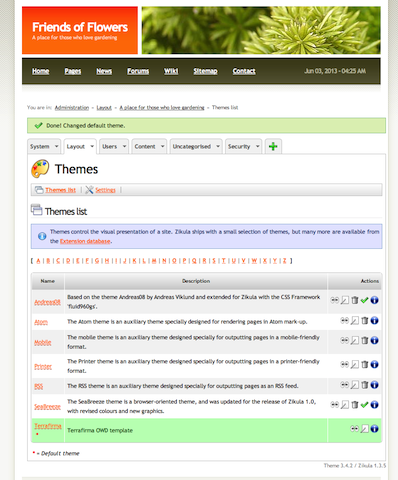 Friends of Flowers
A place for those who love gardening
Home Pages News Forums Wiki Sitemap Contact Jun 03, 2013 - 04:25 AM
You are in: Administration » Layout » A place for those who love gardening » Themes list
Done! Changed default theme.
System Layout Users Content Uncategorised Security
Themes
Themes list | Settings |
Themes list
Themes control the visual presentation of a site. Zikula ships with a small selection of themes, but many more are available from
the Extension database.
[ A | B | C | D | E | F | G | H | I | J | K | L | M | N | O | P | Q | R | S | T | U | V | W | X | Y | Z ]
Name Description Actions
Andreas08 Based on the theme Andreas08 by Andreas Viklund and extended for Zikula with the CSS Framework
'fluid960gs'.
Atom The Atom theme is an auxiliary theme specially designed for rendering pages in Atom mark-up.
Mobile The mobile theme is an auxiliary theme designed specially for outputting pages in a mobile-friendly
format.
Printer The Printer theme is an auxiliary theme designed specially for outputting pages in a printer-friendly
format.
RSS The RSS theme is an auxiliary theme designed specially for outputting pages as an RSS feed.
SeaBreeze The SeaBreeze theme is a browser-oriented theme, and was updated for the release of Zikula 1.0,
with revised colours and new graphics.
Terrafirma * Terrafirma OWD template
* = Default theme
Theme 3.4.2 / Zikula 1.3.5